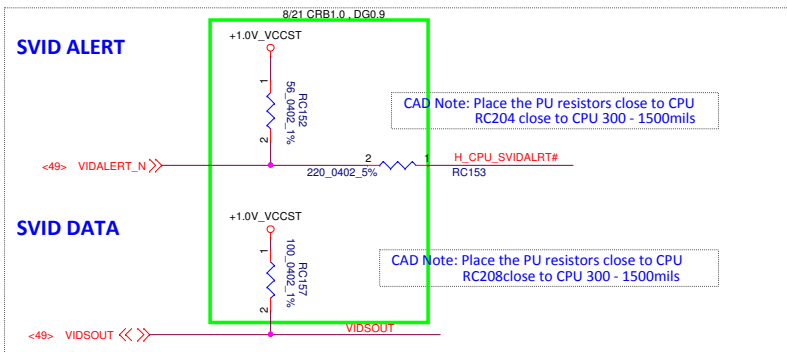 8/21 CRB1.0 , DG0.9
SVID ALERT
+1.0V_VCCST
1
RC152
56_0402_1%
2
CAD Note: Place the PU resistors close to CPU
RC204 close to CPU 300 - 1500mils
<49> VIDALERT_N
2
1
H_CPU_SVIDALRT#
220_0402_5%
RC153
SVID DATA
+1.0V_VCCST
1
RC157
100_0402_1%
2
CAD Note: Place the PU resistors close to CPU
RC208close to CPU 300 - 1500mils
<49> VIDSOUT
VIDSOUT